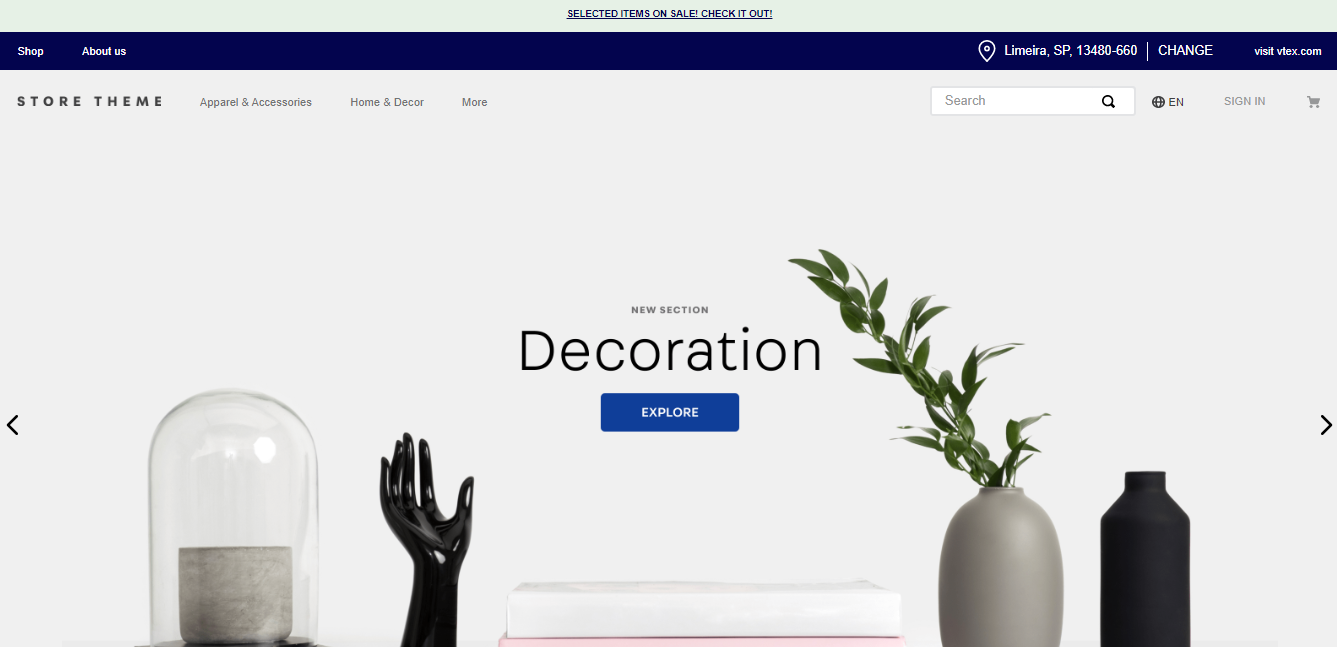 SELECTED ITEMS ON SALE! CHECK IT OUT!
Shop About us Limeira, SP, 13480-660 CHANGE visit vtex.com
STORE THEME Apparel & Accessories Home & Decor More Search EN SIGN IN
NEW SECTION
Decoration
EXPLORE